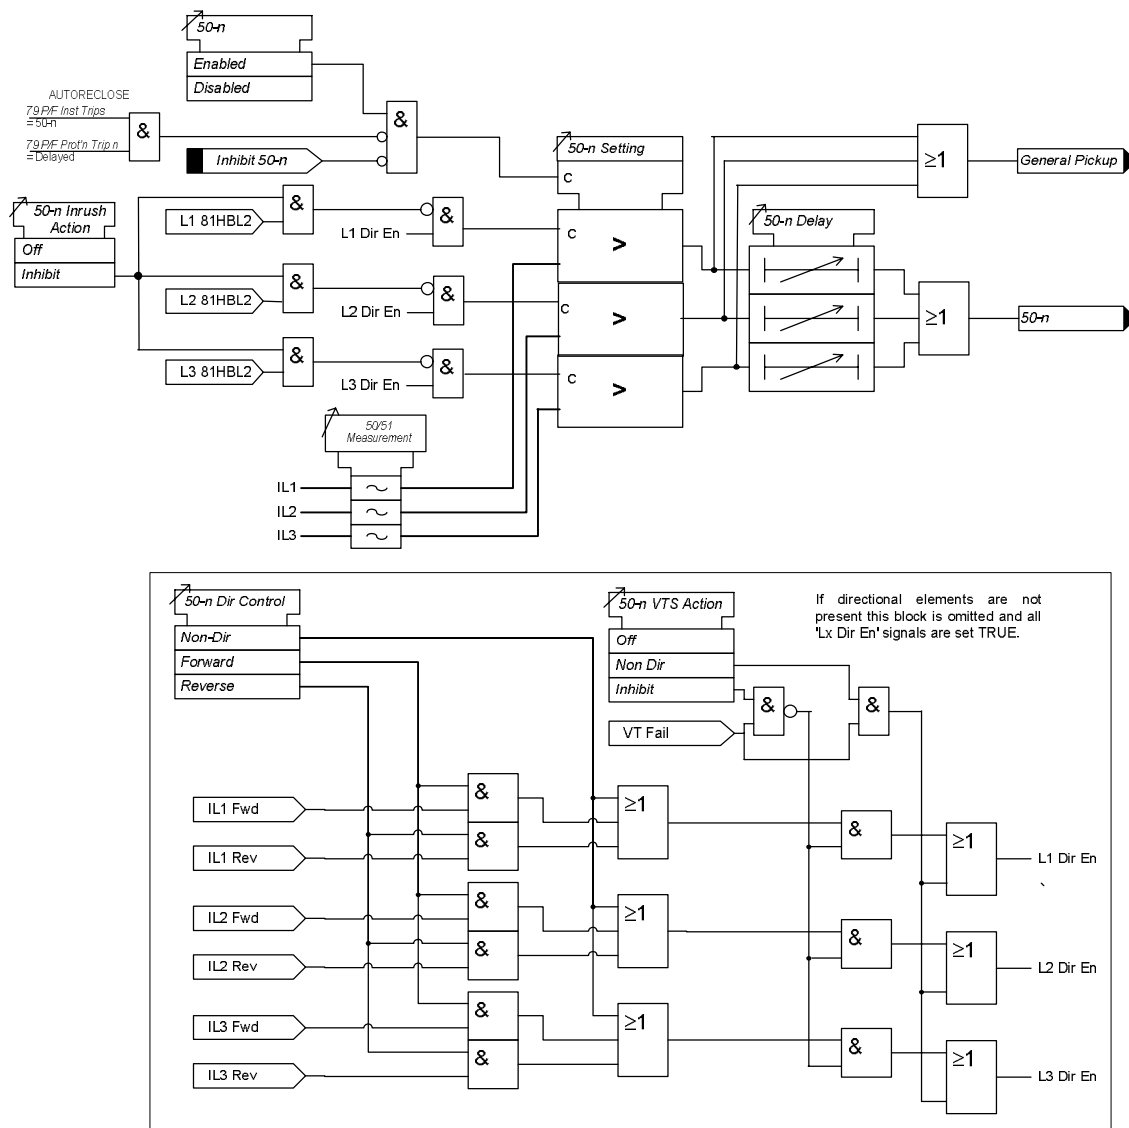 50-n
Enabled
Disabled
AUTORECLOSE
79 P/F Inst Trips
= 50-n
79 P/F Prot'n Trip n
= Delayed
&
&
Inhibit 50-n
50-n Setting
c
≥1
General Pickup
50-n Inrush
Action
Off
Inhibit
L1 81HBL2
&
L1 Dir En
&
c
>
50-n Delay
L2 81HBL2
&
L2 Dir En
&
c
>
≥1
50-n
L3 81HBL2
&
L3 Dir En
&
c
>
50/51
Measurement
IL1
IL2
IL3
50-n Dir Control
Non-Dir
Forward
Reverse
50-n VTS Action
Off
Non Dir
Inhibit
VT Fail
&
&
If directional elements are not
present this block is omitted and all
'Lx Dir En' signals are set TRUE.
IL1 Fwd
IL1 Rev
&
&
≥1
&
≥1
L1 Dir En
IL2 Fwd
IL2 Rev
&
&
≥1
&
≥1
L2 Dir En
IL3 Fwd
IL3 Rev
&
&
≥1
&
≥1
L3 Dir En